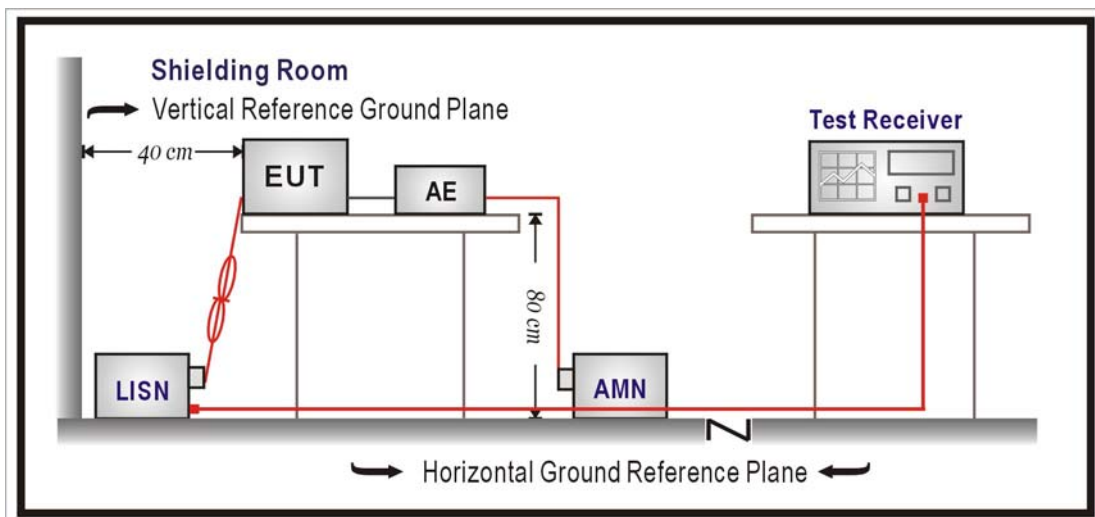 Shielding Room
Vertical Reference Ground Plane
Test Receiver
40 cm
EUT
AE
80 cm
LISN
AMN
Horizontal Ground Reference Plane